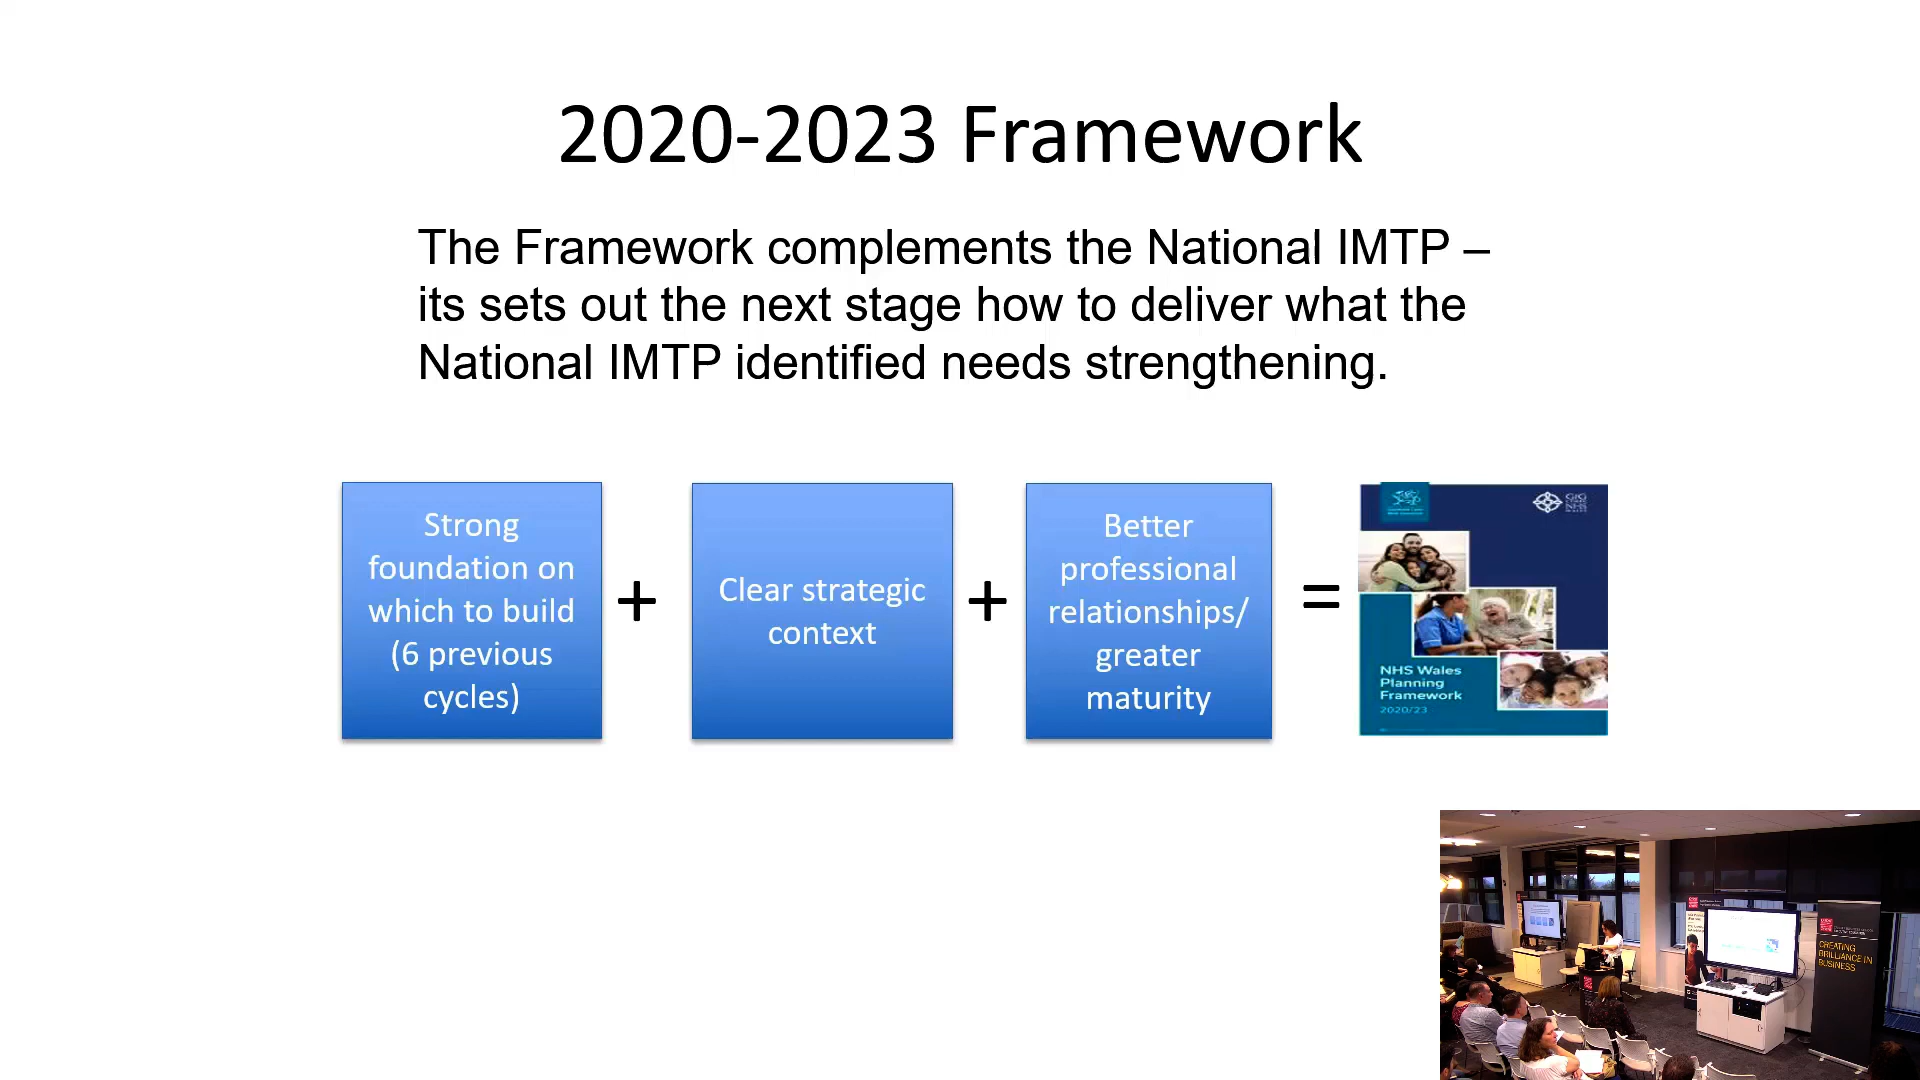 2020-2023 Framework
The Framework complements the National IMTP –
its sets out the next stage how to deliver what the
National IMTP identified needs strengthening.
Strong
foundation on
which to build
(6 previous
cycles)
+
Clear strategic
context
+
Better
professional
relationships/
greater
maturity
=
GIG
NHS
NHS Wales
Planning
Framework
2020/23
CREATING
BRILLIANCE IN
BUSINESS